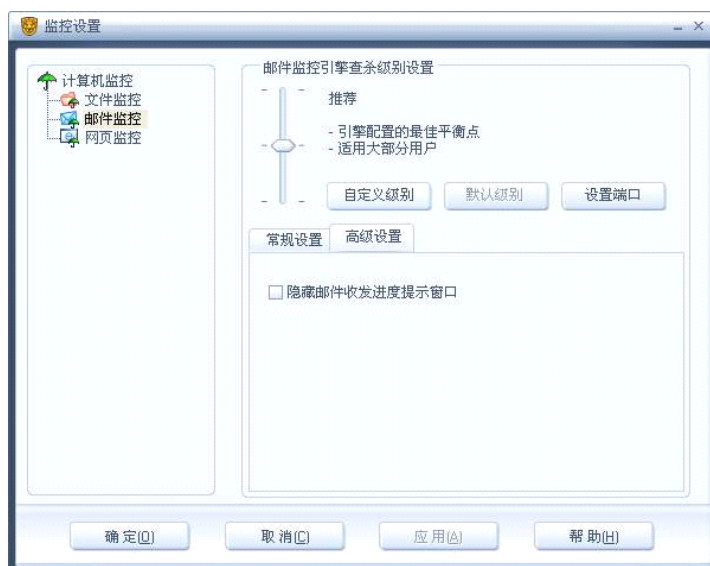 监控设置
计算机监控
文件监控
邮件监控
网页监控
邮件监控引擎查杀级别设置
推荐
- 引擎配置的最佳平衡点
- 适用大部分用户
自定义级别
默认级别
设置端口
常规设置
高级设置
隐藏邮件收发进度提示窗口
确定(O)
取消(C)
应用(A)
帮助(H)